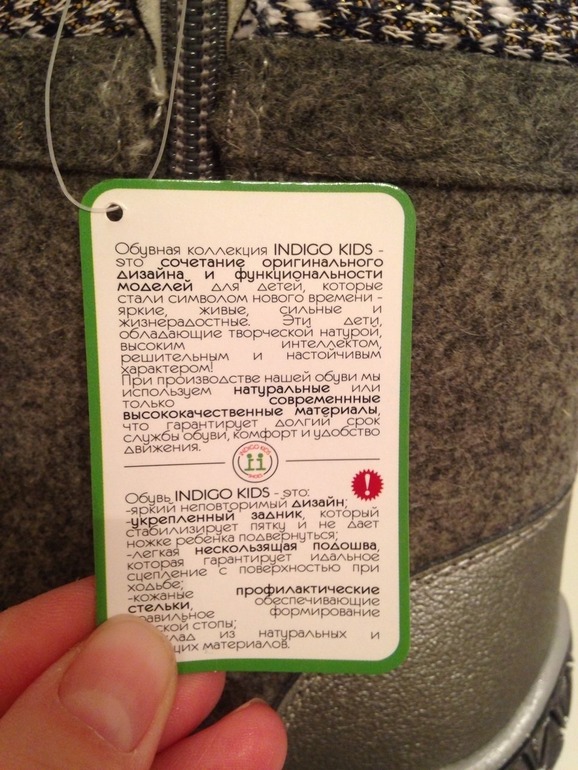 Обувная коллекция INDIGO KIDS -
это сочетание оригинального
дизайна и функциональности
моделей для детей, которые
стали символом нового времени -
яркие, живые, сильные и
жизнерадостные. Эти дети,
обладающие творческой натурой,
высоким интеллектом,
решительным и настойчивым
характером!
При производстве нашей обуви мы
используем натуральные или
только современнные
высококачественные материалы,
что гарантирует долгий срок
службы обуви, комфорт и удобство
движения.
INDIGO KIDS
Обувь INDIGO KIDS - это:
-яркий неповторимый дизайн;
-укрепленный задник, который
стабилизирует пятку и не дает
ножке ребенка подвернуться;
-легкая нескользящая подошва,
которая гарантирует идальное
сцепление с поверхностью при
ходьбе;
-кожаные профилактические
стельки, обеспечивающие
формирование
стопы;
из натуральных и
материалов.